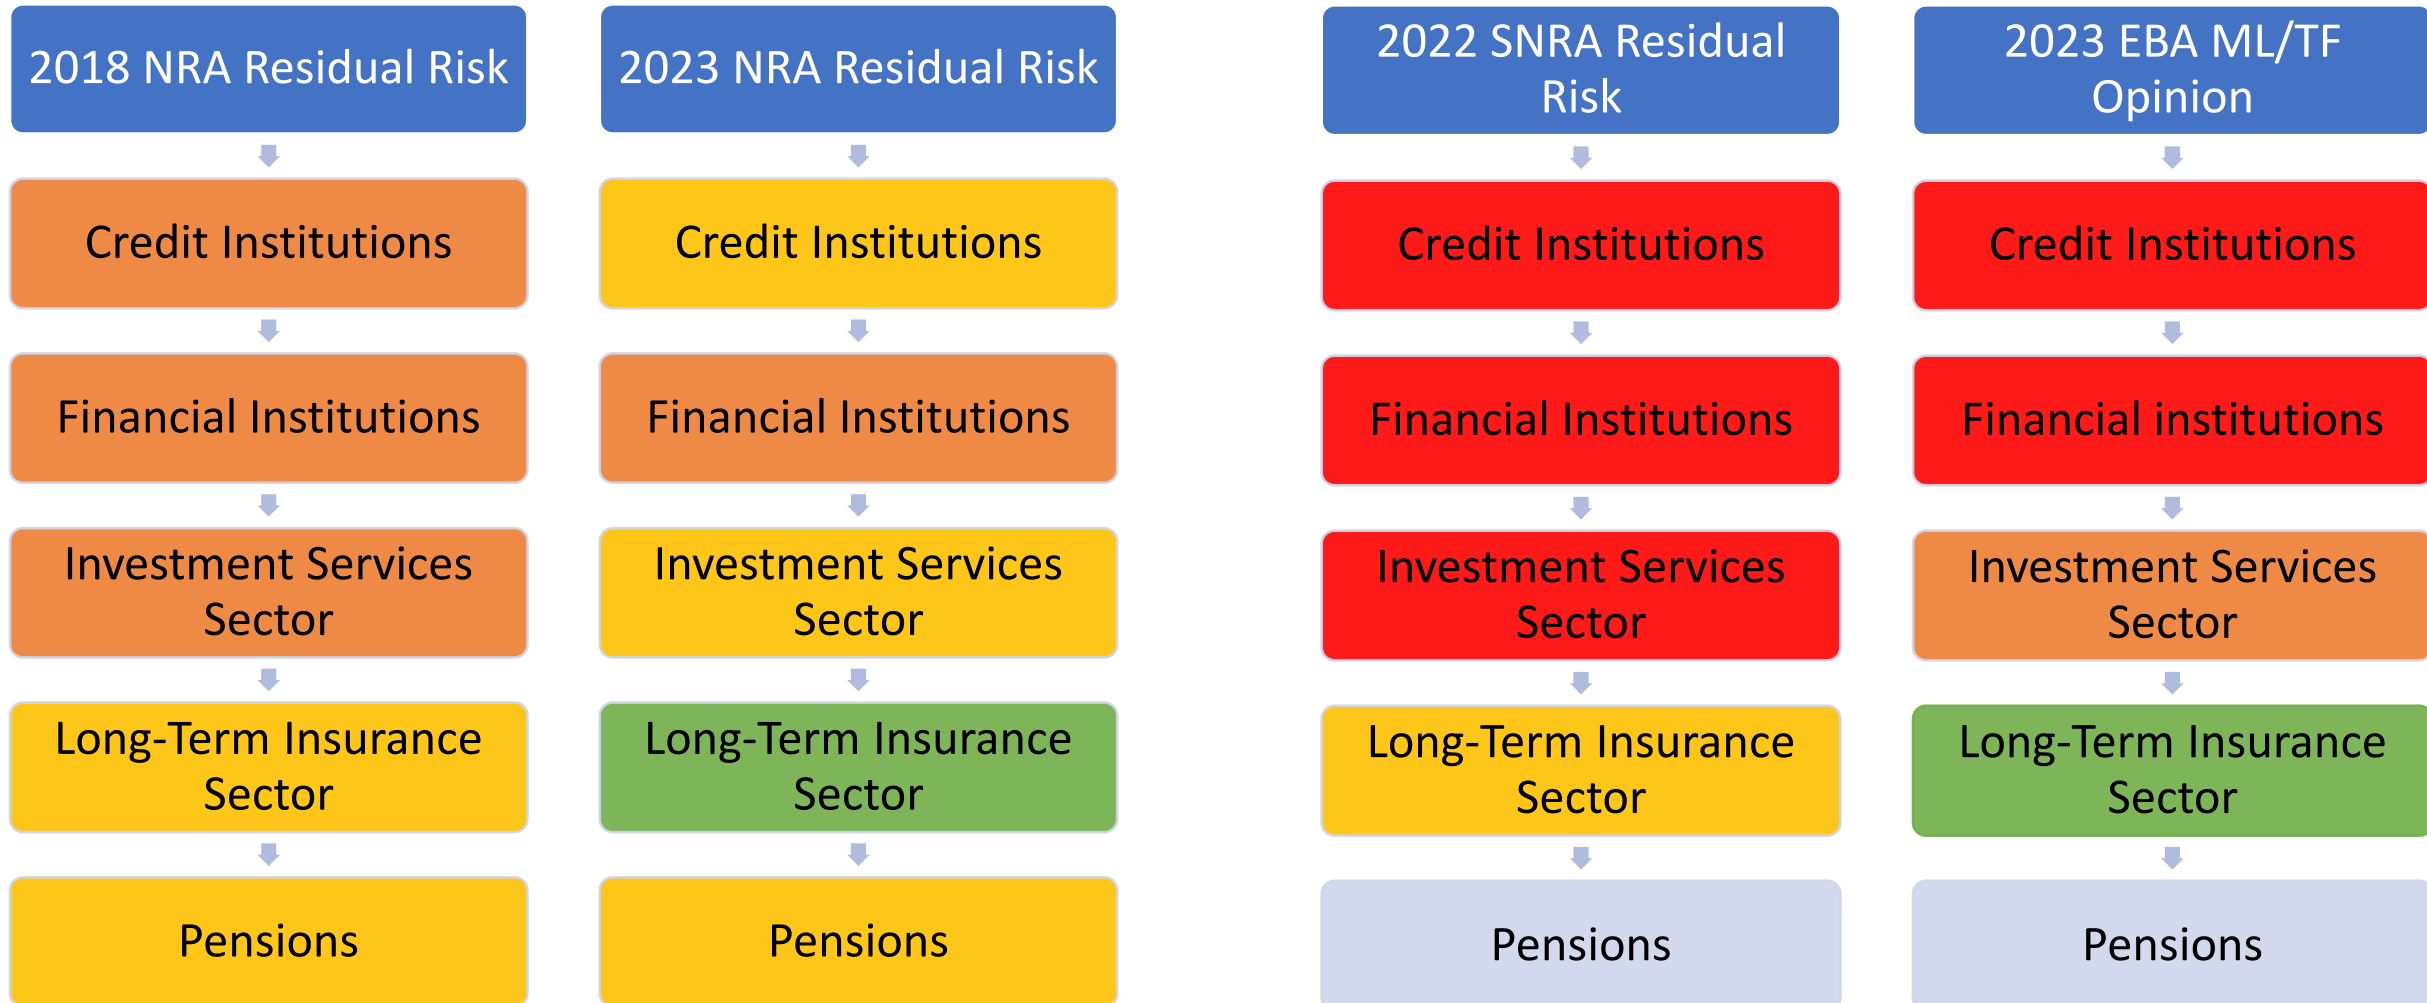 2018 NRA Residual Risk
Credit Institutions
Financial Institutions
Investment Services
Sector
Long-Term Insurance
Sector
Pensions
2023 NRA Residual Risk
Credit Institutions
Financial Institutions
Investment Services
Sector
Long-Term Insurance
Sector
Pensions
2022 SNRA Residual
Risk
Credit Institutions
Financial Institutions
Investment Services
Sector
Long-Term Insurance
Sector
Pensions
2023 EBA ML/TF
Opinion
Credit Institutions
Financial institutions
Investment Services
Sector
Long-Term Insurance
Sector
Pensions